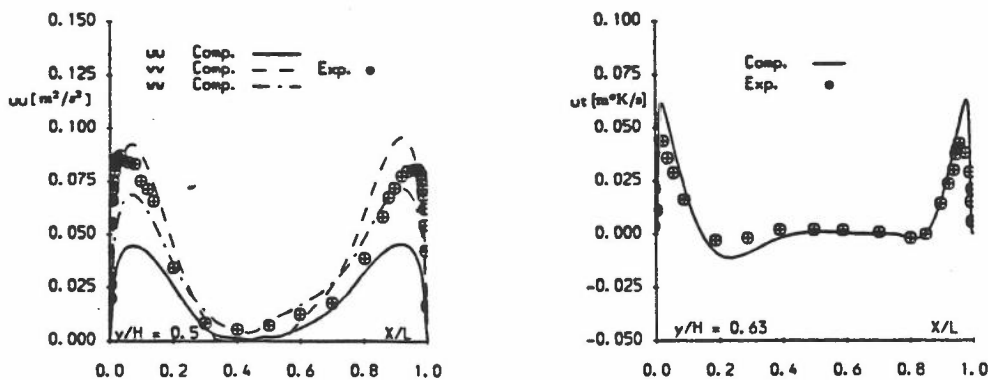 0.150
0.125
uu [m²/s²]
0.100
0.075
0.050
0.025
0.000
uu Comp.
vv Comp. Exp.
w Comp.
y/H = 0.5
X/L
0.0 0.2 0.4 0.6 0.8 1.0
0.100
0.075
ut [m°K/s]
0.050
0.025
0.000
-0.025
-0.050
Comp.
Exp.
y/H = 0.63
X/L
0.0 0.2 0.4 0.6 0.8 1.0